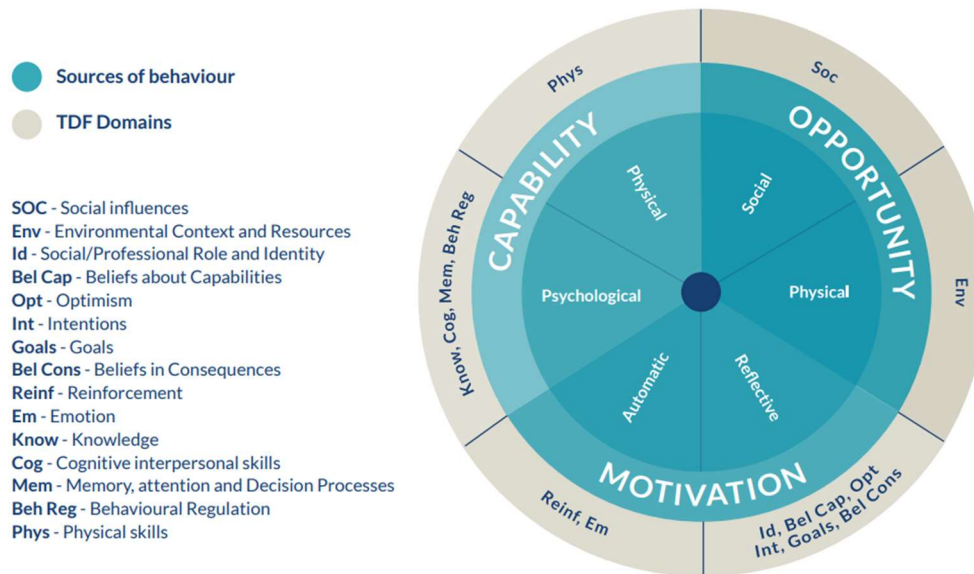 Sources of behaviour
TDF Domains
SOC - Social influences
Env - Environmental Context and Resources
Id - Social/Professional Role and Identity
Bel Cap - Beliefs about Capabilities
Opt - Optimism
Int - Intentions
Goals - Goals
Bel Cons - Beliefs in Consequences
Reinf - Reinforcement
Em - Emotion
Know - Knowledge
Cog - Cognitive interpersonal skills
Mem - Memory, attention and Decision Processes
Beh Reg - Behavioural Regulation
Phys - Physical skills
Phys
Soc
CAPABILITY
OPPORTUNITY
Physical
Social
Know, Cog, Mem, Beh Reg
Psychological
Physical
Env
Automatic
Reflective
MOTIVATION
Reinf, Em
Id, Bel Cap, Opt
Int, Goals, Bel Cons